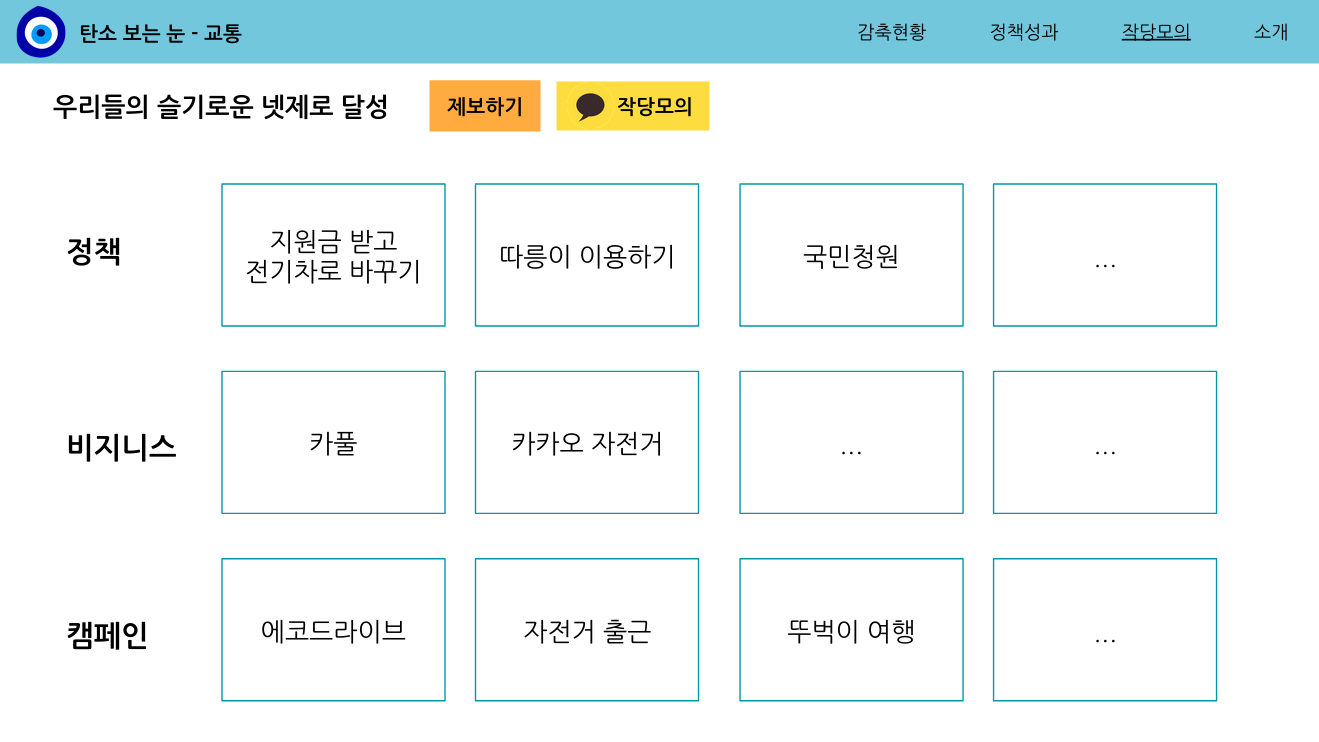 탄소 보는 눈 - 교통
감축현황
정책성과
작당모의
소개
우리들의 슬기로운 넷제로 달성
제보하기
작당모의
정책
지원금 받고
전기차로 바꾸기
따릉이 이용하기
국민청원
...
비지니스
카풀
카카오 자전거
...
...
캠페인
에코드라이브
자전거 출근
뚜벅이 여행
...